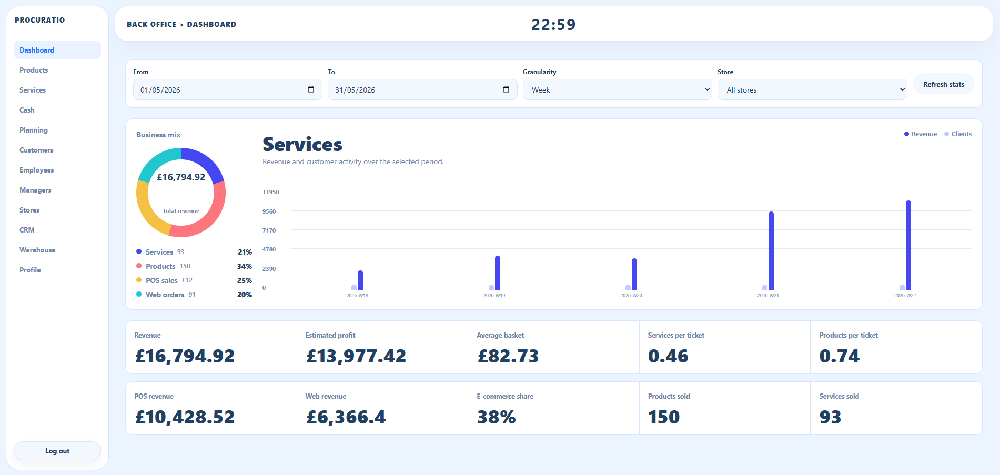 PROCURATIO
Dashboard
Products
Services
Cash
Planning
Customers
Employees
Managers
Stores
CRM
Warehouse
Profile
Log out
BACK OFFICE > DASHBOARD
22:59
From
01/05/2026
To
31/05/2026
Granularity
Week
Store
All stores
Refresh stats
Business mix
£16,794.92
Total revenue
Services 93 21%
Products 150 34%
POS sales 112 25%
Web orders 91 20%
Services
Revenue and customer activity over the selected period.
Revenue
Clients
11950
9560
7170
4780
2390
0
2026-W18
2026-W19
2026-W20
2026-W21
2026-W22
Revenue
£16,794.92
Estimated profit
£13,977.42
Average basket
£82.73
Services per ticket
0.46
Products per ticket
0.74
POS revenue
£10,428.52
Web revenue
£6,366.4
E-commerce share
38%
Products sold
150
Services sold
93